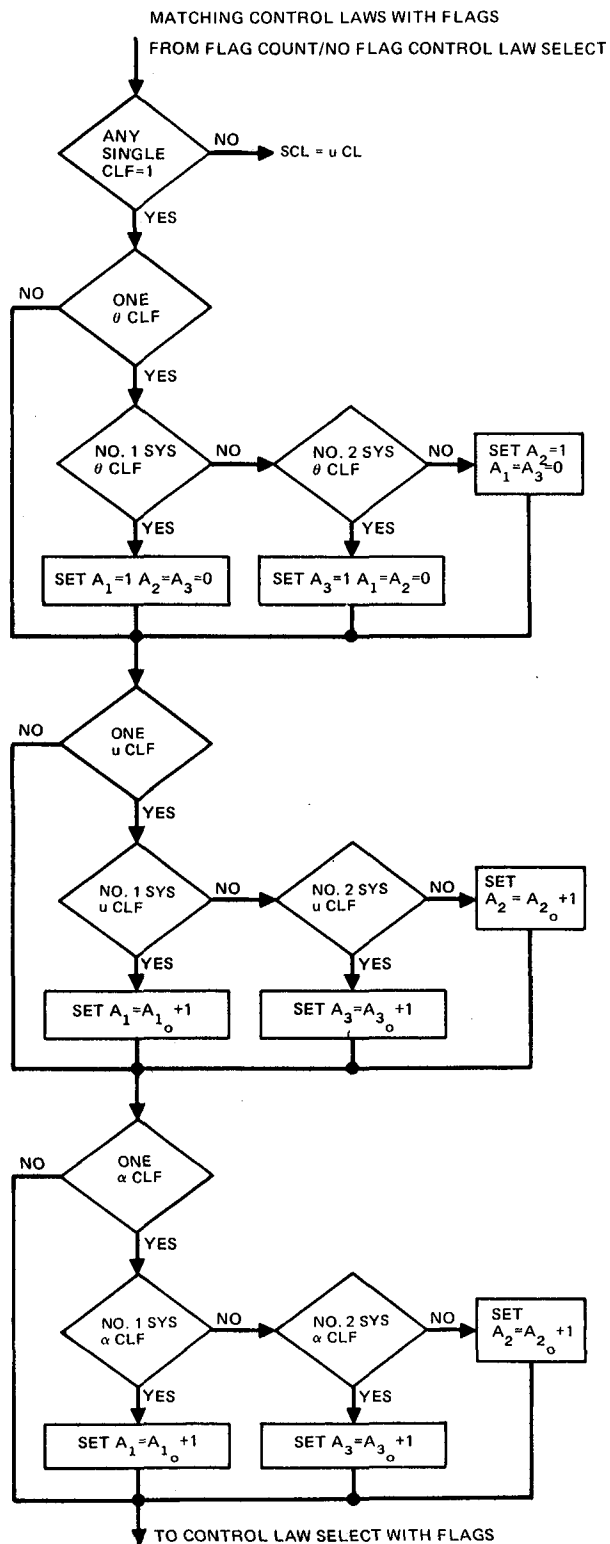 MATCHING CONTROL LAWS WITH FLAGS
FROM FLAG COUNT/NO FLAG CONTROL LAW SELECT
ANY
SINGLE
CLF=1
NO
SCL = u CL
YES
NO
ONE
θ CLF
YES
NO. 1 SYS
θ CLF
NO
NO. 2 SYS
θ CLF
NO
SET A₂=1
A₁=A₃=0
YES
YES
SET A₁=1 A₂=A₃=0
SET A₃=1 A₁=A₂=0
NO
ONE
u CLF
YES
NO. 1 SYS
u CLF
NO
NO. 2 SYS
u CLF
NO
SET
A₂ = A₂ₒ +1
YES
YES
SET A₁=A₁ₒ +1
SET A₃=A₃ₒ +1
NO
ONE
α CLF
YES
NO. 1 SYS
α CLF
NO
NO. 2 SYS
α CLF
NO
SET
A₂=A₂ₒ +1
YES
YES
SET A₁=A₁ₒ +1
SET A₃=A₃ₒ +1
TO CONTROL LAW SELECT WITH FLAGS